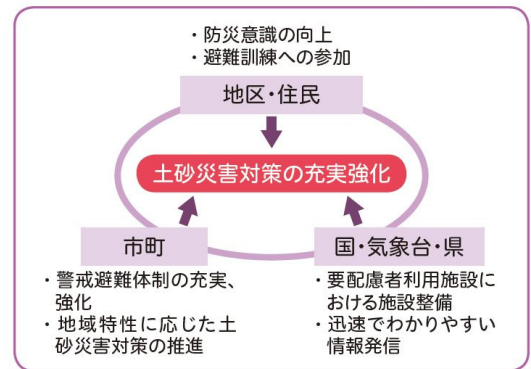 ・防災意識の向上
・避難訓練への参加
地区・住民
土砂災害対策の充実強化
市町
・警戒避難体制の充実、
強化
・地域特性に応じた土
砂災害対策の推進
国・気象台・県
・要配慮者利用施設に
おける施設整備
・迅速でわかりやすい
情報発信